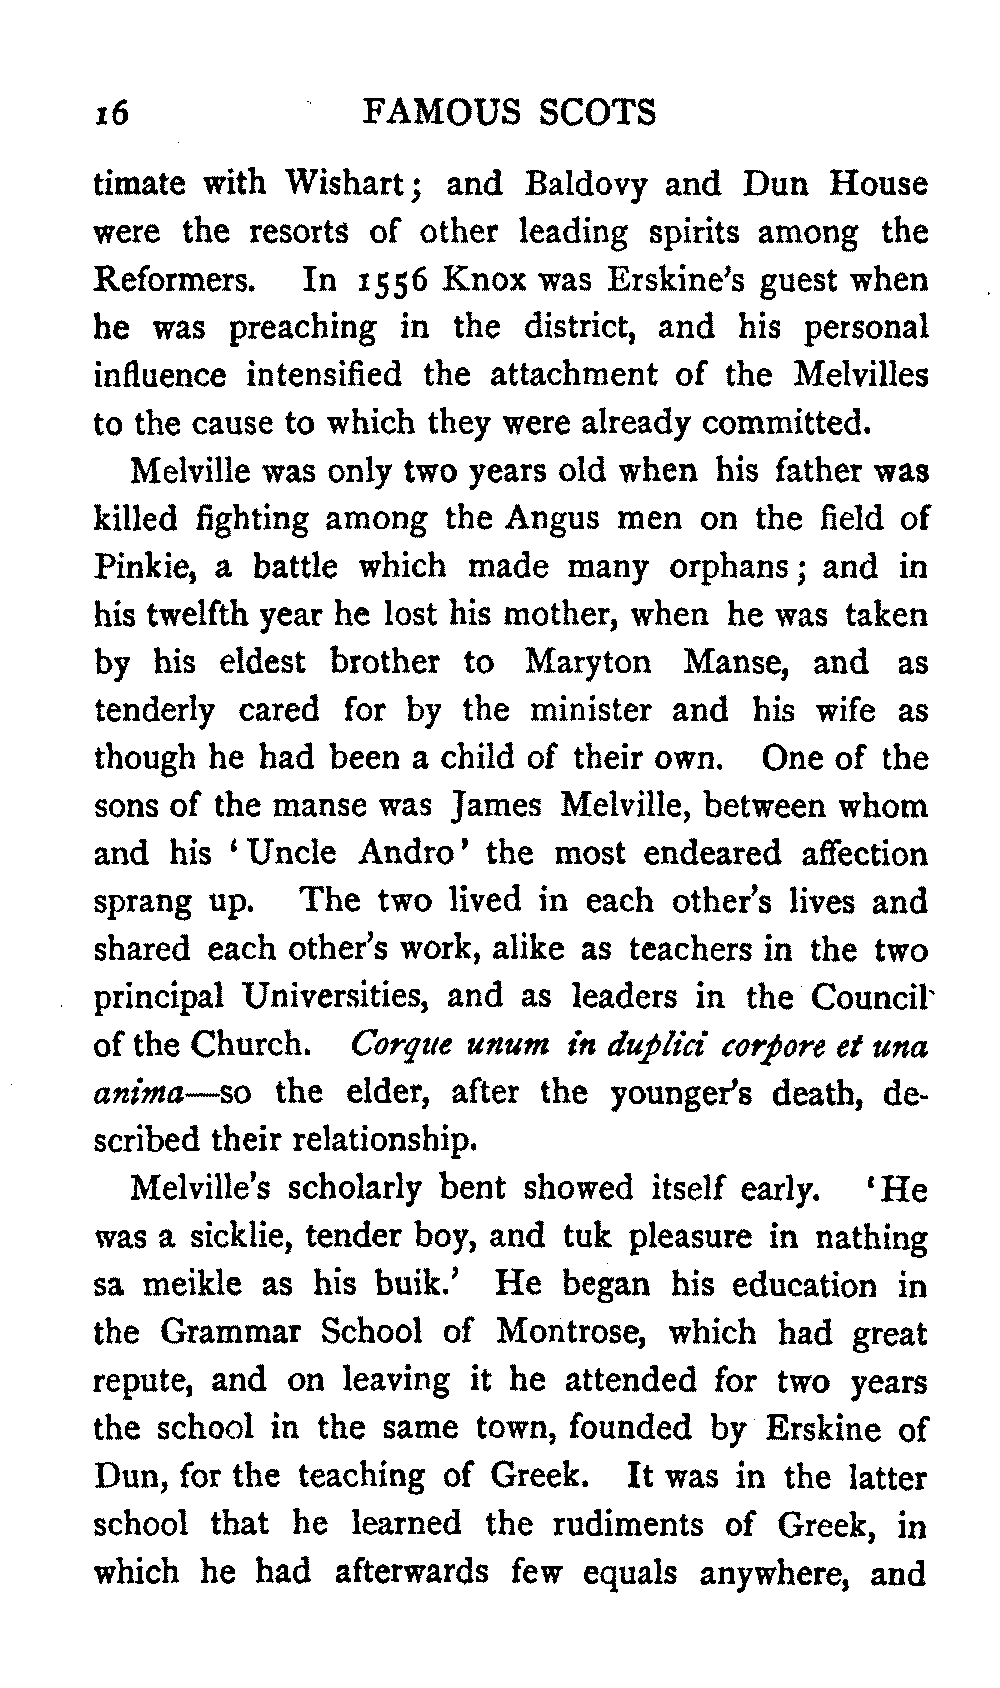 16 FAMOUS SCOTS
timate with Wishart; and Baldovy and Dun House
were the resorts of other leading spirits among the
Reformers. In 1556 Knox was Erskine's guest when
he was preaching in the district, and his personal
influence intensified the attachment of the Melvilles
to the cause to which they were already committed.
Melville was only two years old when his father was
killed fighting among the Angus men on the field of
Pinkie, a battle which made many orphans; and in
his twelfth year he lost his mother, when he was taken
by his eldest brother to Maryton Manse, and as
tenderly cared for by the minister and his wife as
though he had been a child of their own. One of the
sons of the manse was James Melville, between whom
and his ‘Uncle Andro’ the most endeared affection
sprang up. The two lived in each other's lives and
shared each other's work, alike as teachers in the two
principal Universities, and as leaders in the Council
of the Church. Corque unum in duplici corpore et una
anima—so the elder, after the younger's death, de-
scribed their relationship.
Melville's scholarly bent showed itself early. ‘He
was a sicklie, tender boy, and tuk pleasure in nathing
sa meikle as his buik.’ He began his education in
the Grammar School of Montrose, which had great
repute, and on leaving it he attended for two years
the school in the same town, founded by Erskine of
Dun, for the teaching of Greek. It was in the latter
school that he learned the rudiments of Greek, in
which he had afterwards few equals anywhere, and